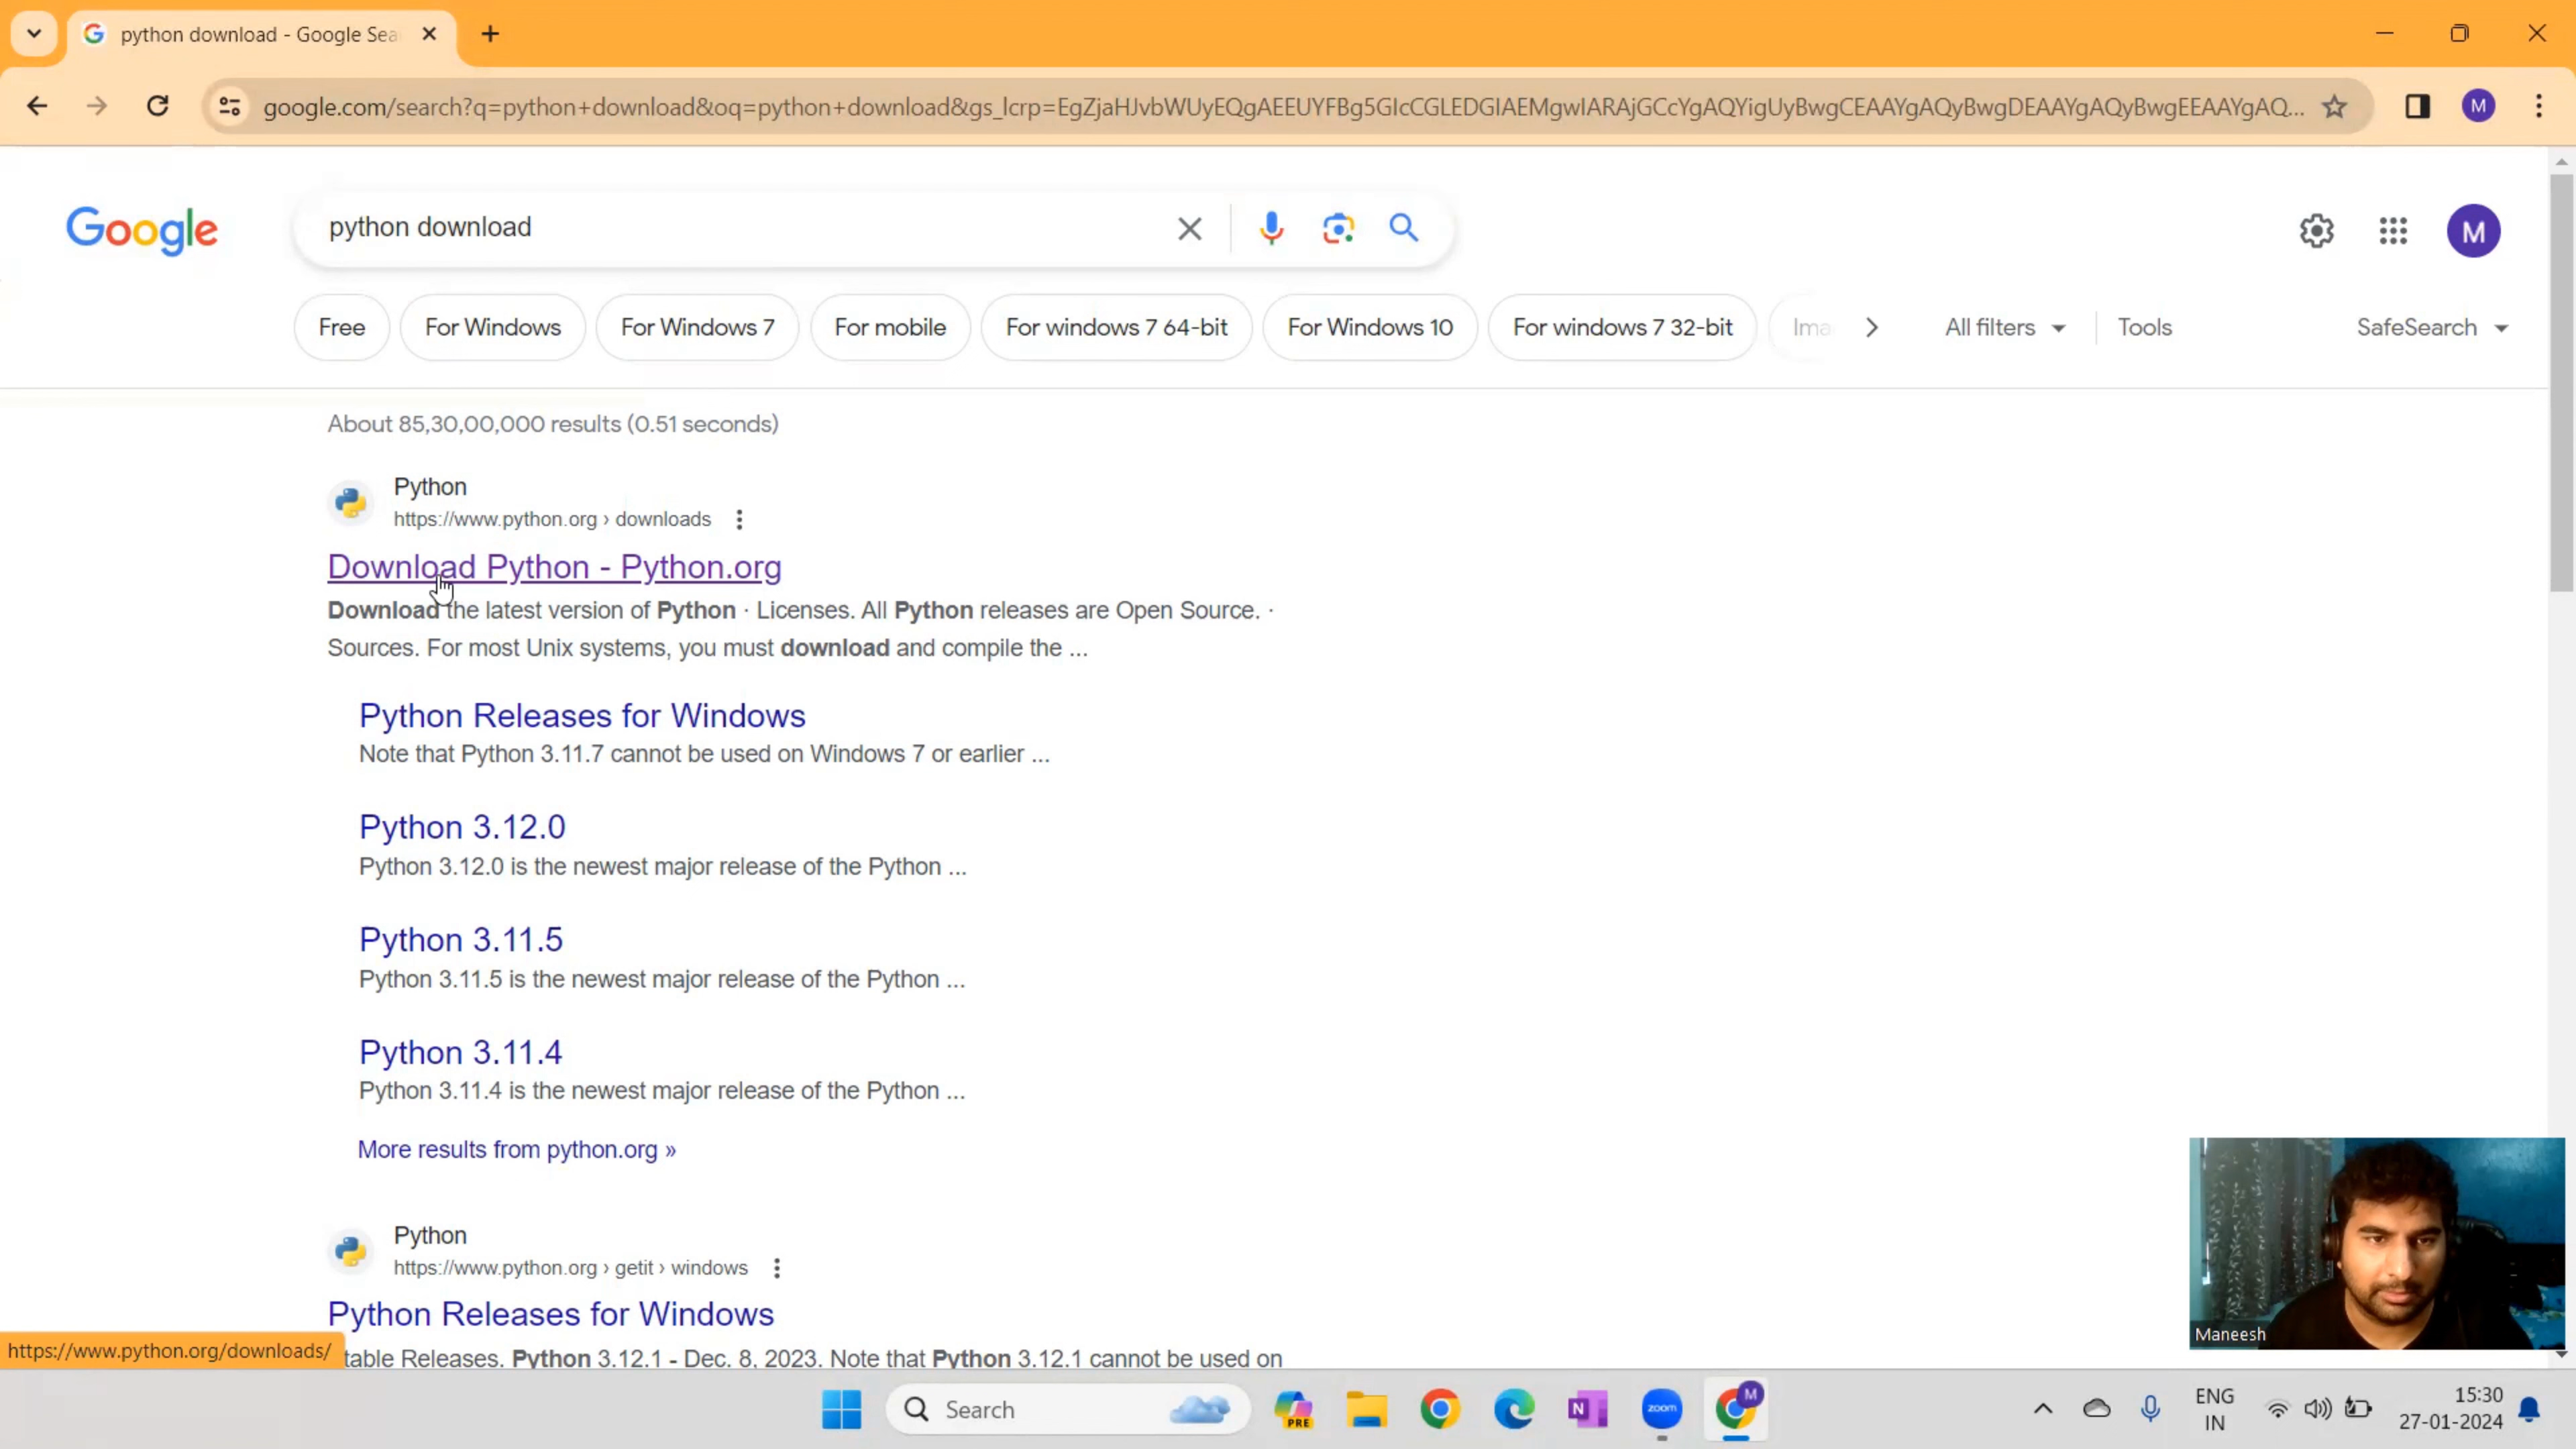 python download - Google Sea
google.com/search?q=python+download&oq=python+download&gs_lcrp=EgZjaHJvbWUyEQgAEEUYFBg5GIcCGLEDGIAEMgwIARAjGCcYgAQYigUyBwgCEAAYgAQyBwgDEAAYgAQyBwgEEAAYgAQ...
M
Google
python download
M
Free
For Windows
For Windows 7
For mobile
For windows 7 64-bit
For Windows 10
For windows 7 32-bit
Ima
All filters
Tools
SafeSearch
About 85,30,00,000 results (0.51 seconds)
Python
https://www.python.org › downloads
Download Python - Python.org
Download the latest version of Python · Licenses. All Python releases are Open Source. ·
Sources. For most Unix systems, you must download and compile the ...
Python Releases for Windows
Note that Python 3.11.7 cannot be used on Windows 7 or earlier ...
Python 3.12.0
Python 3.12.0 is the newest major release of the Python ...
Python 3.11.5
Python 3.11.5 is the newest major release of the Python ...
Python 3.11.4
Python 3.11.4 is the newest major release of the Python ...
More results from python.org »
Python
https://www.python.org › getit › windows
Python Releases for Windows
https://www.python.org/downloads/
table Releases. Python 3.12.1 - Dec. 8, 2023. Note that Python 3.12.1 cannot be used on
Maneesh
Search
PRE
N
zoom
M
ENG
IN
15:30
27-01-2024